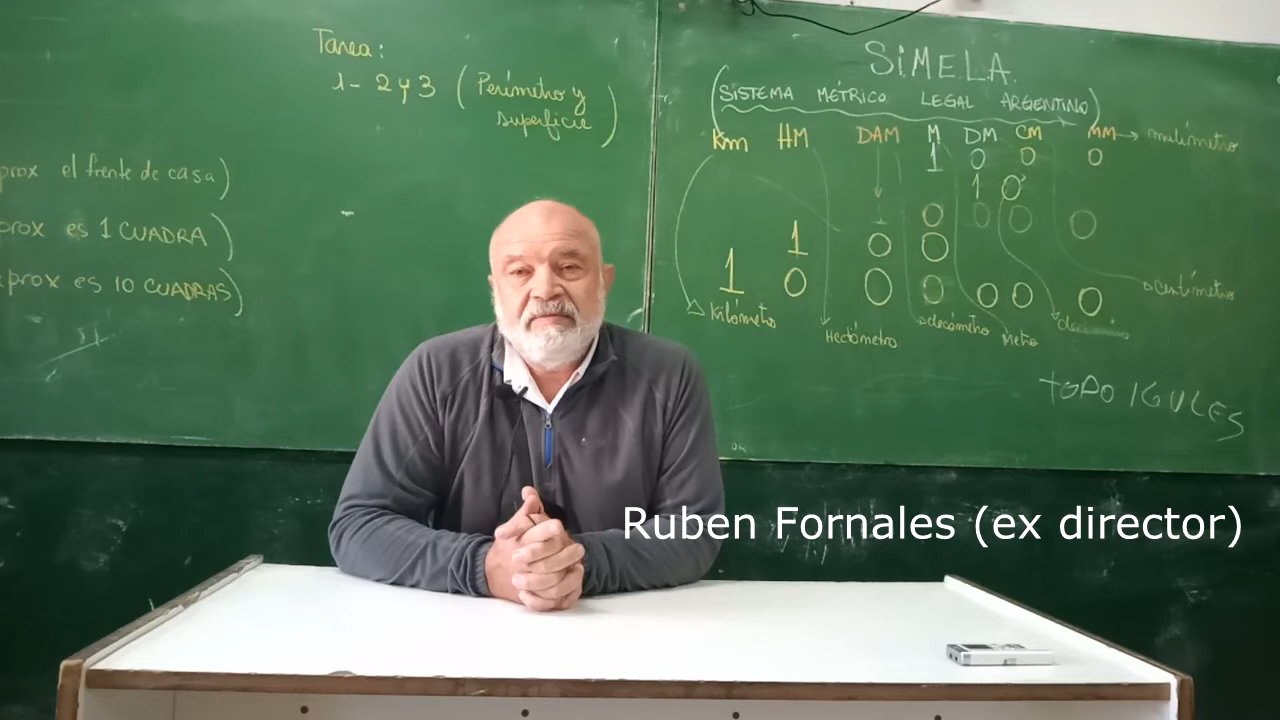 Tarea:
1- 2 y 3 (Perímetro y
superficie)
prox el frente de casa)
prox es 1 CUADRA)
prox es 10 CUADRAS)
SIMELA.
(SISTEMA MÉTRICO LEGAL ARGENTINO)
Km HM DAM M DM CM MM → milímetro
1 0 0 0
1 0
0 0 0 0
1 0 0
1 0 0 0 0 0 0
centímetro
Kilómetro
Hectómetro
decámetro
Metro
TODO IGULES
Ruben Fornales (ex director)